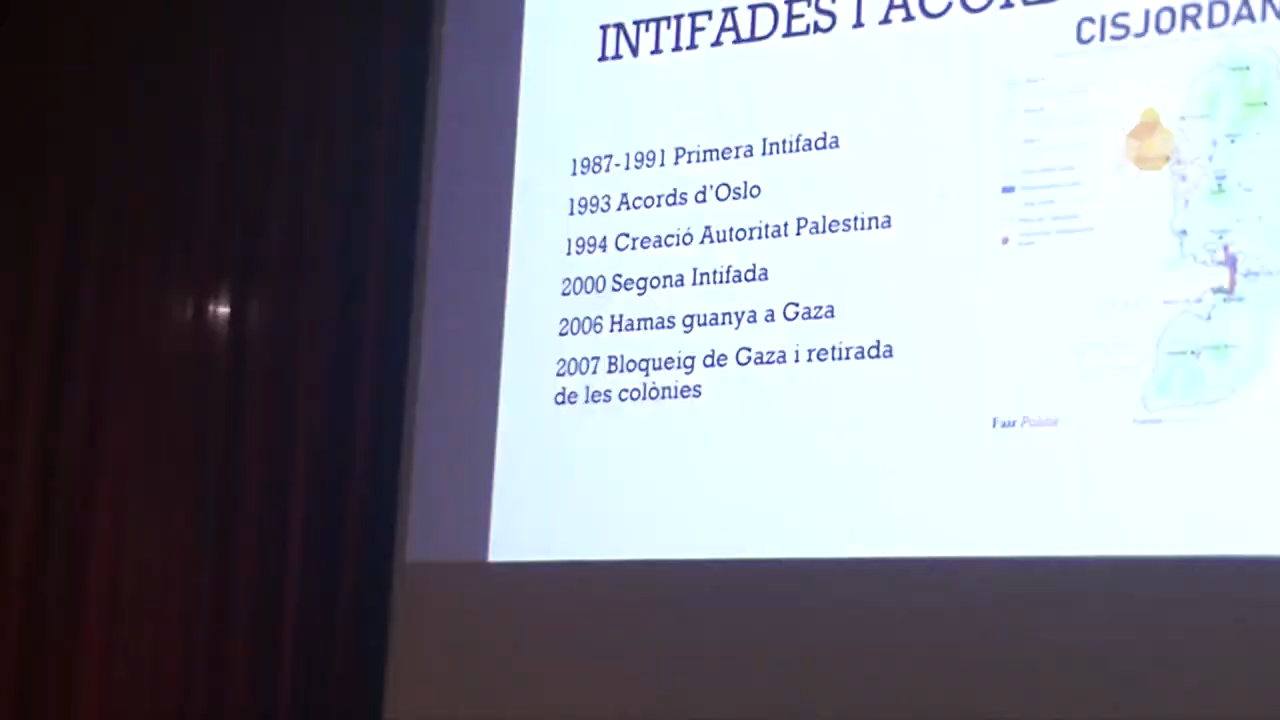 INTIFADES I
CISJORDAN
1987-1991 Primera Intifada
1993 Acords d'Oslo
1994 Creació Autoritat Palestina
2000 Segona Intifada
2006 Hamas guanya a Gaza
2007 Bloqueig de Gaza i retirada
de les colònies